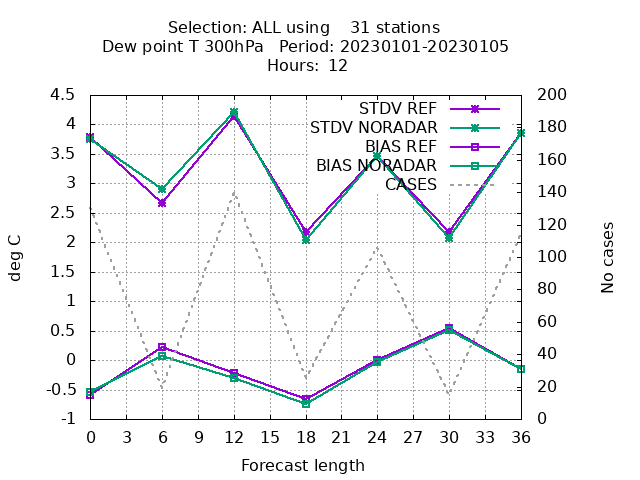 Selection: ALL using    31 stations
Dew point T 300hPa   Period: 20230101-20230105
Hours:  12
STDV REF
STDV NORADAR
BIAS REF
BIAS NORADAR
CASES
deg C
4.5
4
3.5
3
2.5
2
1.5
1
0.5
0
-0.5
-1
200
180
160
140
120
100
80
60
40
20
0
No cases
0 3 6 9 12 15 18 21 24 27 30 33 36
Forecast length